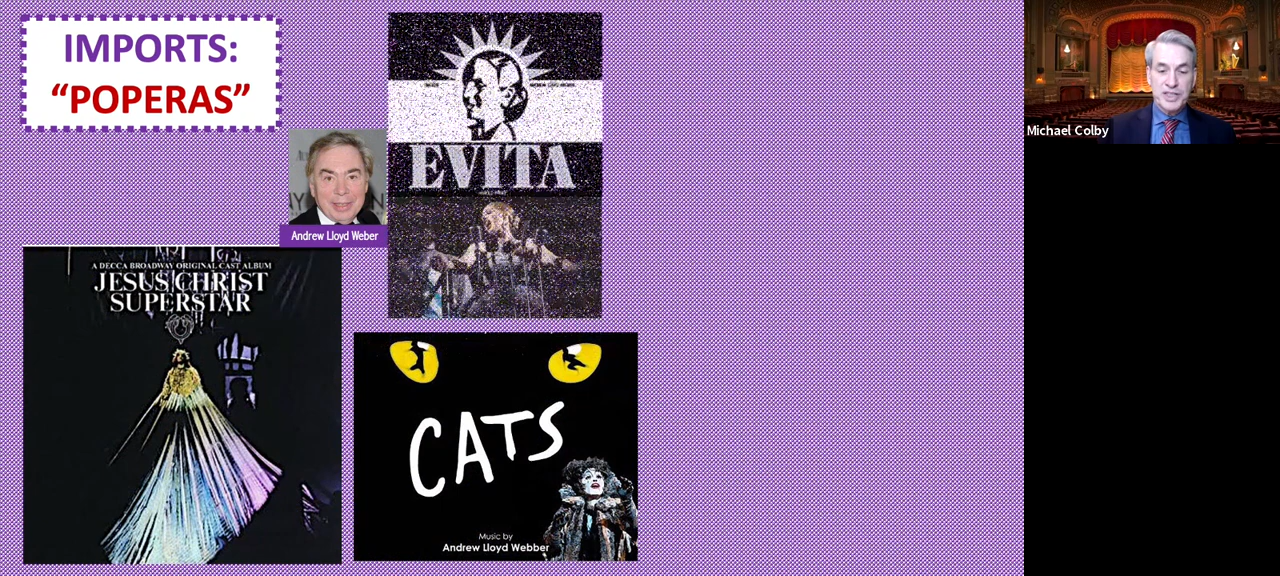 IMPORTS:
“POPERAS”
EVITA
Andrew Lloyd Weber
A DECCA BROADWAY ORIGINAL CAST ALBUM
JESUS CHRIST
SUPERSTAR
CATS
Music by
Andrew Lloyd Webber
Michael Colby